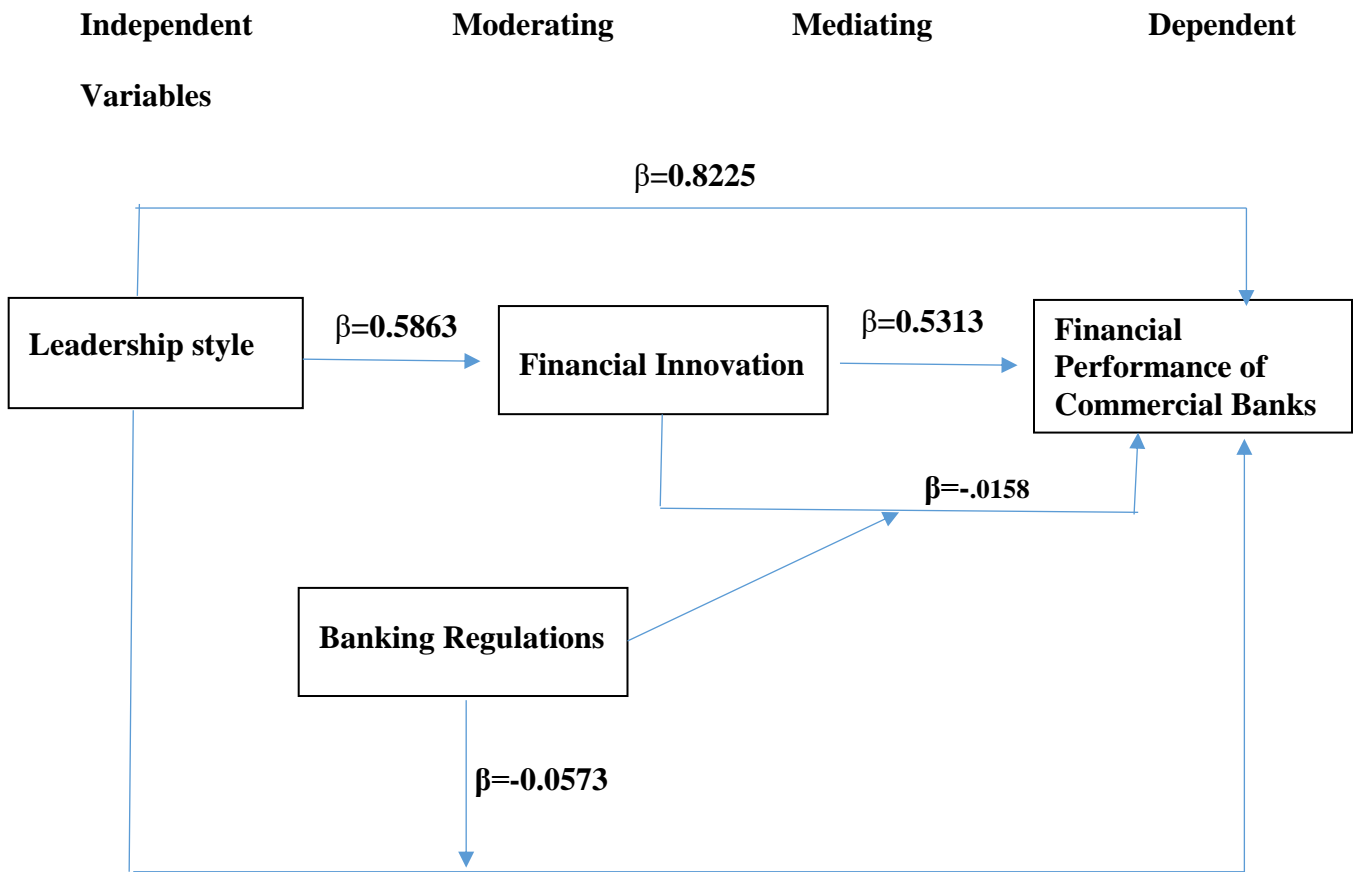 Independent Moderating Mediating Dependent
Variables
β=0.8225
Leadership style
β=0.5863
Financial Innovation
β=0.5313
Financial
Performance of
Commercial Banks
β=-.0158
Banking Regulations
β=-0.0573